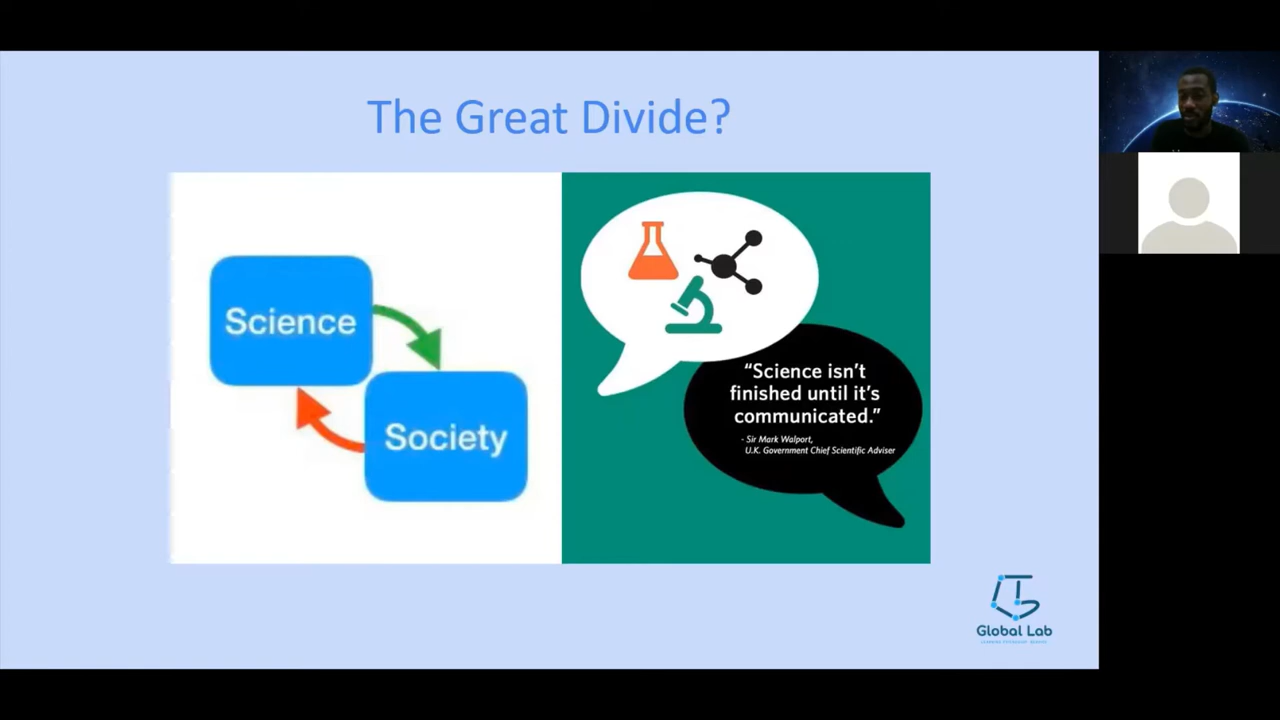 The Great Divide?
Science
Society
“Science isn’t
finished until it’s
communicated.”
- Sir Mark Walport,
U.K. Government Chief Scientific Adviser
Global Lab